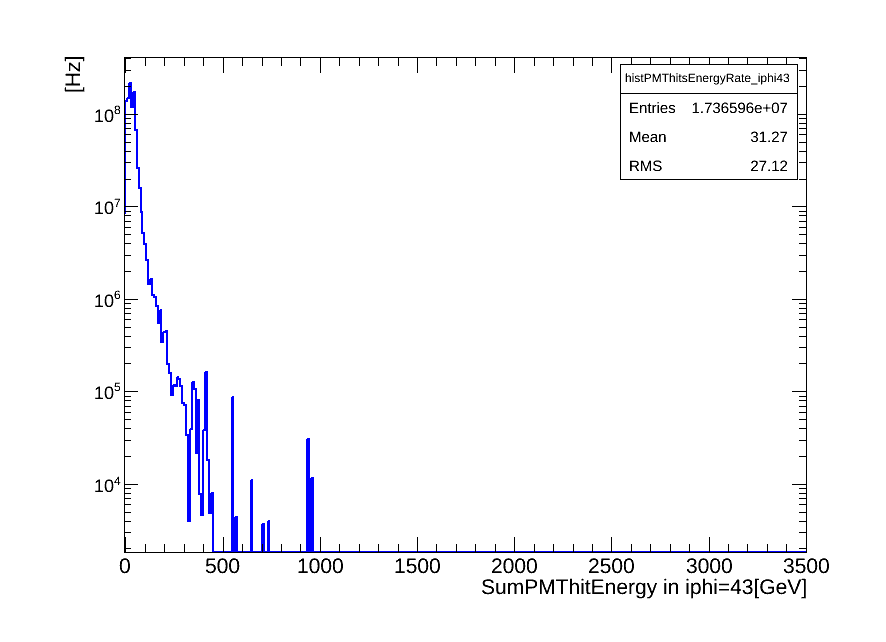 [Hz]
histPMThitsEnergyRate_iphi43
Entries 1.736596e+07
Mean 31.27
RMS 27.12
10^8
10^7
10^6
10^5
10^4
0 500 1000 1500 2000 2500 3000 3500
SumPMThitEnergy in iphi=43[GeV]